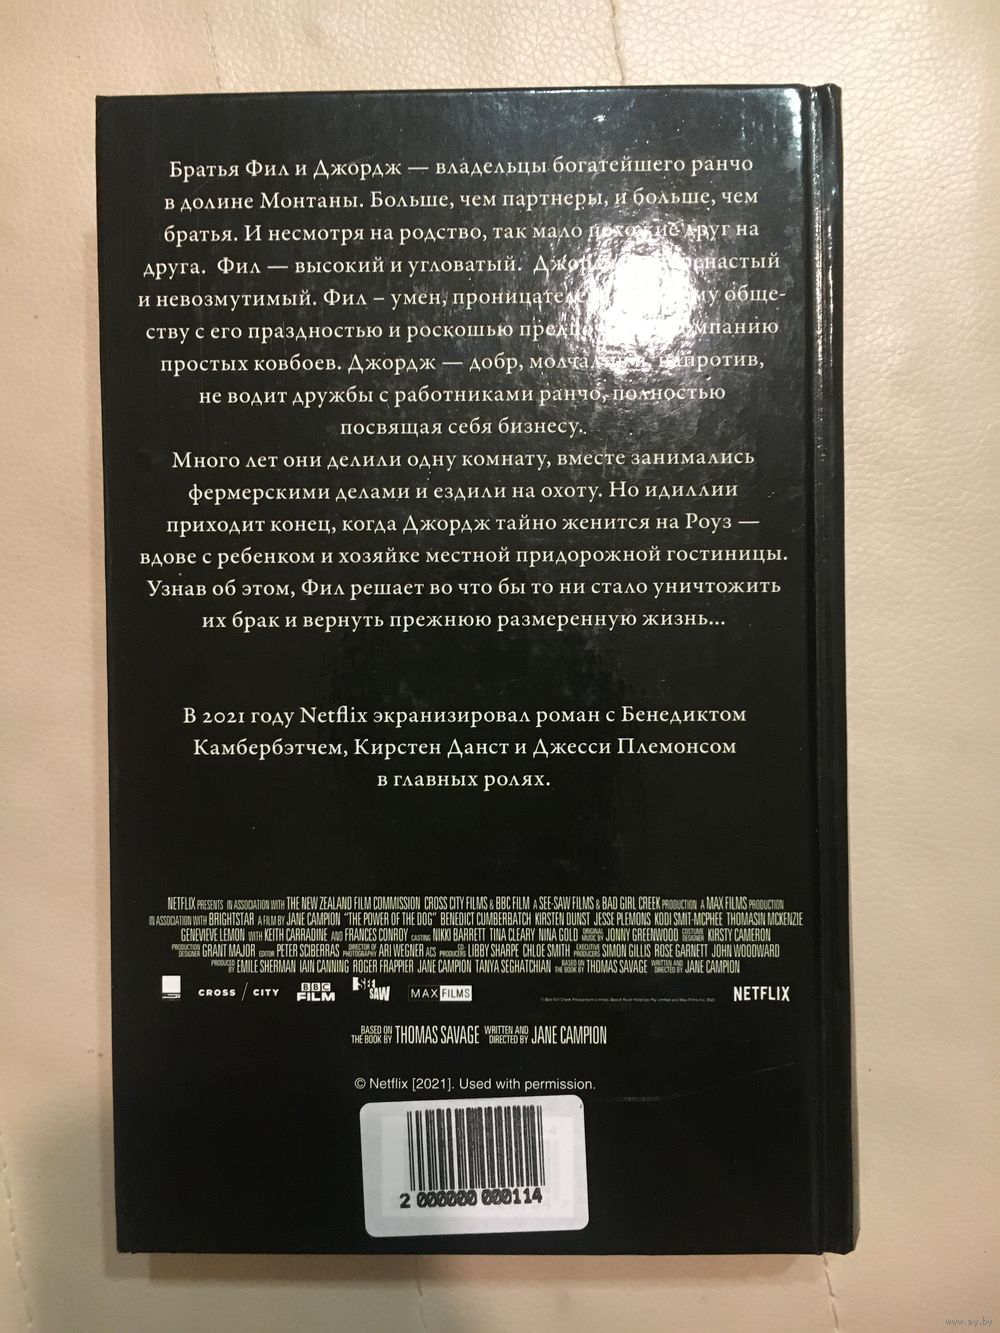 Братья Фил и Джордж — владельцы богатейшего ранчо
в долине Монтаны. Больше, чем партнеры, и больше, чем
братья. И несмотря на родство, так мало похожие друг на
друга. Фил — высокий и угловатый.
и невозмутимый. Фил – умен, обще-
ству с его праздностью и роскошью
простых ковбоев. Джордж — добр, напротив,
не водит дружбы с работниками ранчо, полностью
посвящая себя бизнесу.
Много лет они делили одну комнату, вместе занимались
фермерскими делами и ездили на охоту. Но идиллии
приходит конец, когда Джордж тайно женится на Роуз —
вдове с ребенком и хозяйке местной придорожной гостиницы.
Узнав об этом, Фил решает во что бы то ни стало уничтожить
их брак и вернуть прежнюю размеренную жизнь...
В 2021 году Netflix экранизировал роман с Бенедиктом
Камбербэтчем, Кирстен Данст и Джесси Племонсом
в главных ролях.
NETFLIX PRESENTS IN ASSOCIATION WITH THE NEW ZEALAND FILM COMMISSION CROSS CITY FILMS & BBC FILM A SEE-SAW FILMS & BAD GIRL CREEK PRODUCTION A MAX FILMS PRODUCTION
IN ASSOCIATION WITH BRIGHTSTAR A FILM BY JANE CAMPION "THE POWER OF THE DOG" BENEDICT CUMBERBATCH KIRSTEN DUNST JESSE PLEMONS KODI SMIT-MCPHEE THOMASIN MCKENZIE
GENEVIEVE LEMON WITH KEITH CARRADINE AND FRANCES CONROY CASTING NIKKI BARRETT TINA CLEARY NINA GOLD ORIGINAL MUSIC BY JONNY GREENWOOD COSTUME DESIGNER KIRSTY CAMERON
PRODUCTION DESIGNER GRANT MAJOR EDITOR PETER SCIBERRAS DIRECTOR OF PHOTOGRAPHY ARI WEGNER ACS CO-PRODUCERS LIBBY SHARPE CHLOE SMITH EXECUTIVE PRODUCERS SIMON GILLIS ROSE GARNETT JOHN WOODWARD
PRODUCED BY EMILE SHERMAN IAIN CANNING ROGER FRAPPIER JANE CAMPION TANYA SEGHATCHIAN BASED ON THE BOOK BY THOMAS SAVAGE WRITTEN AND DIRECTED BY JANE CAMPION
CROSS / CITY BBC FILM SEE SAW MAX FILMS NETFLIX
BASED ON THE BOOK BY THOMAS SAVAGE WRITTEN AND DIRECTED BY JANE CAMPION
© Netflix [2021]. Used with permission.
2 000000 000114
www.ay.by